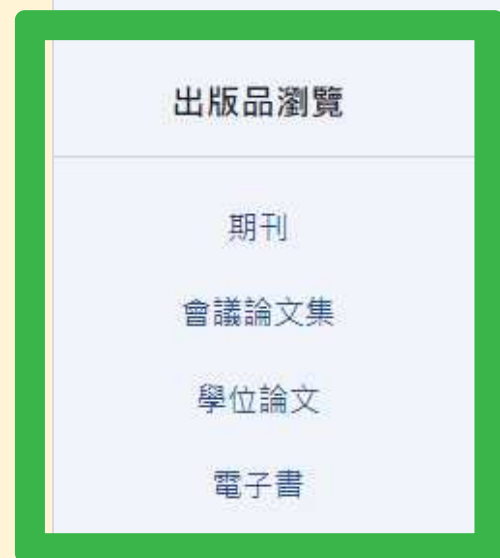 出版品瀏覽
期刊
會議論文集
學位論文
電子書